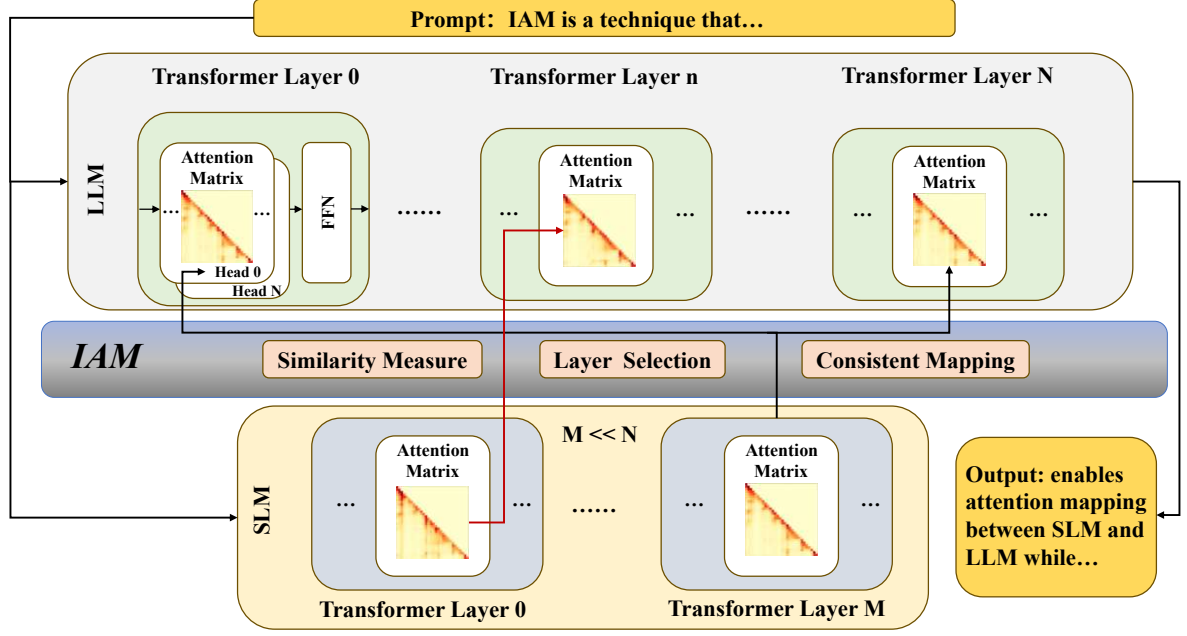 Prompt: IAM is a technique that…
Transformer Layer 0
Transformer Layer n
Transformer Layer N
LLM
Attention
Matrix
...
...
Head 0
Head N
FFN
......
...
Attention
Matrix
...
......
...
Attention
Matrix
...
IAM
Similarity Measure
Layer Selection
Consistent Mapping
M << N
SLM
...
Attention
Matrix
...
......
...
Attention
Matrix
...
Transformer Layer 0
Transformer Layer M
Output: enables
attention mapping
between SLM and
LLM while…